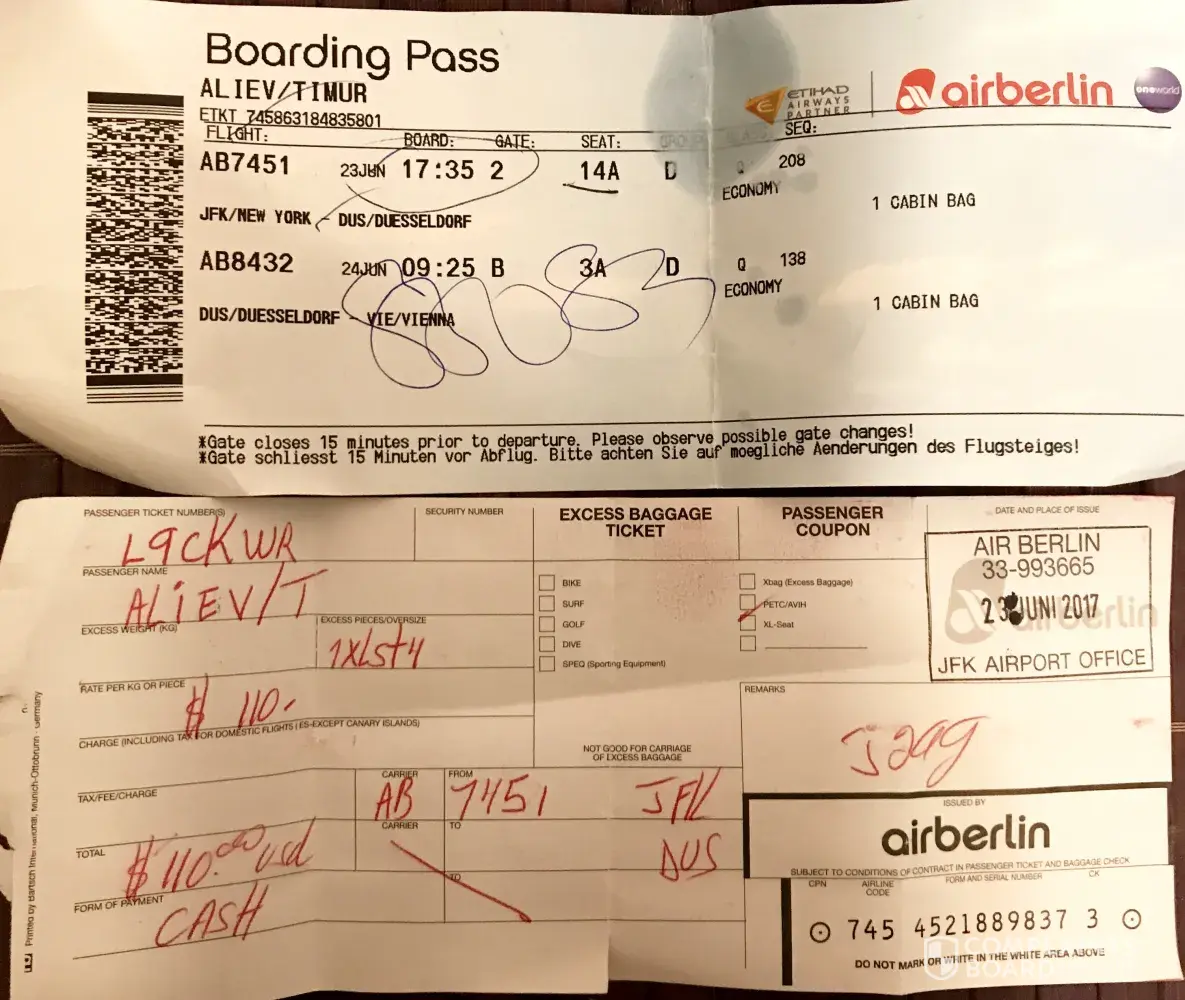 Boarding Pass
ALIEV/TIMUR
ETIHAD
AIRWAYS
PARTNER
airberlin
oneworld
ETKT 745863184835801
FLIGHT: BOARD: GATE: SEAT: SEQ:
AB7451 23JUN 17:35 2 14A D Q 208
ECONOMY
1 CABIN BAG
JFK/NEW YORK - DUS/DUESSELDORF
AB8432 24JUN 09:25 B 3A D Q 138
ECONOMY
1 CABIN BAG
DUS/DUESSELDORF - VIE/VIENNA
*Gate closes 15 minutes prior to departure. Please observe possible gate changes!
*Gate schliesst 15 Minuten vor Abflug. Bitte achten Sie auf moegliche Aenderungen des Flugsteiges!
PASSENGER TICKET NUMBER(S)
L9CKWR
SECURITY NUMBER
EXCESS BAGGAGE
TICKET
PASSENGER
COUPON
DATE AND PLACE OF ISSUE
AIR BERLIN
33-993665
23 JUNI 2017
airberlin
JFK AIRPORT OFFICE
PASSENGER NAME
ALIEV/T
BIKE
SURF
GOLF
DIVE
SPEQ (Sporting Equipment)
Xbag (Excess Baggage)
PETC/AVIH
XL-Seat
EXCESS WEIGHT (KG)
EXCESS PIECES/OVERSIZE
1XLSt4
RATE PER KG OR PIECE
$ 110.-
CHARGE (INCLUDING TAX FOR DOMESTIC FLIGHTS (ES-EXCEPT CANARY ISLANDS)
NOT GOOD FOR CARRIAGE
OF EXCESS BAGGAGE
REMARKS
TAX/FEE/CHARGE
CARRIER
AB
FROM
7451 JFK
CARRIER
TO
DUS
TOTAL
$ 110.00 usd
TO
FORM OF PAYMENT
CASH
ISSUED BY
airberlin
SUBJECT TO CONDITIONS OF CONTRACT IN PASSENGER TICKET AND BAGGAGE CHECK
CPN AIRLINE CODE FORM AND SERIAL NUMBER CK
745 4521889837 3
DO NOT MARK OR WRITE IN THE WHITE AREA ABOVE
Printed by Bartsch International, Munich-Ottobrunn - Germany